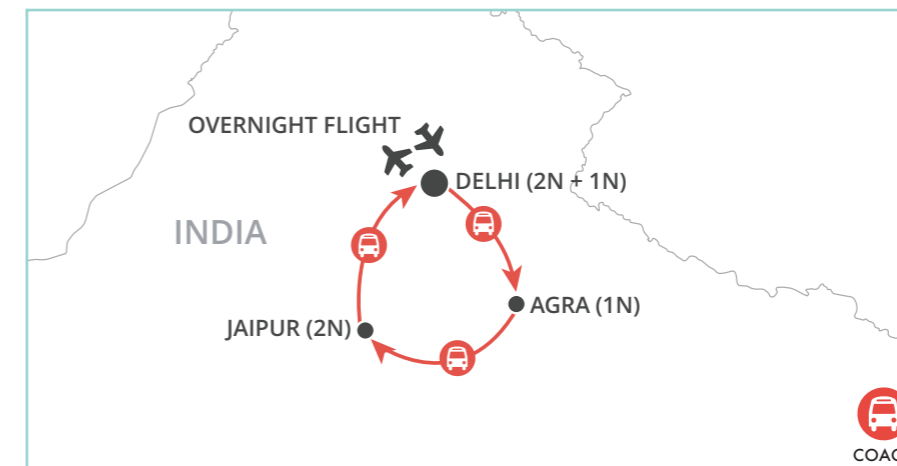 OVERNIGHT FLIGHT
DELHI (2N + 1N)
INDIA
AGRA (1N)
JAIPUR (2N)